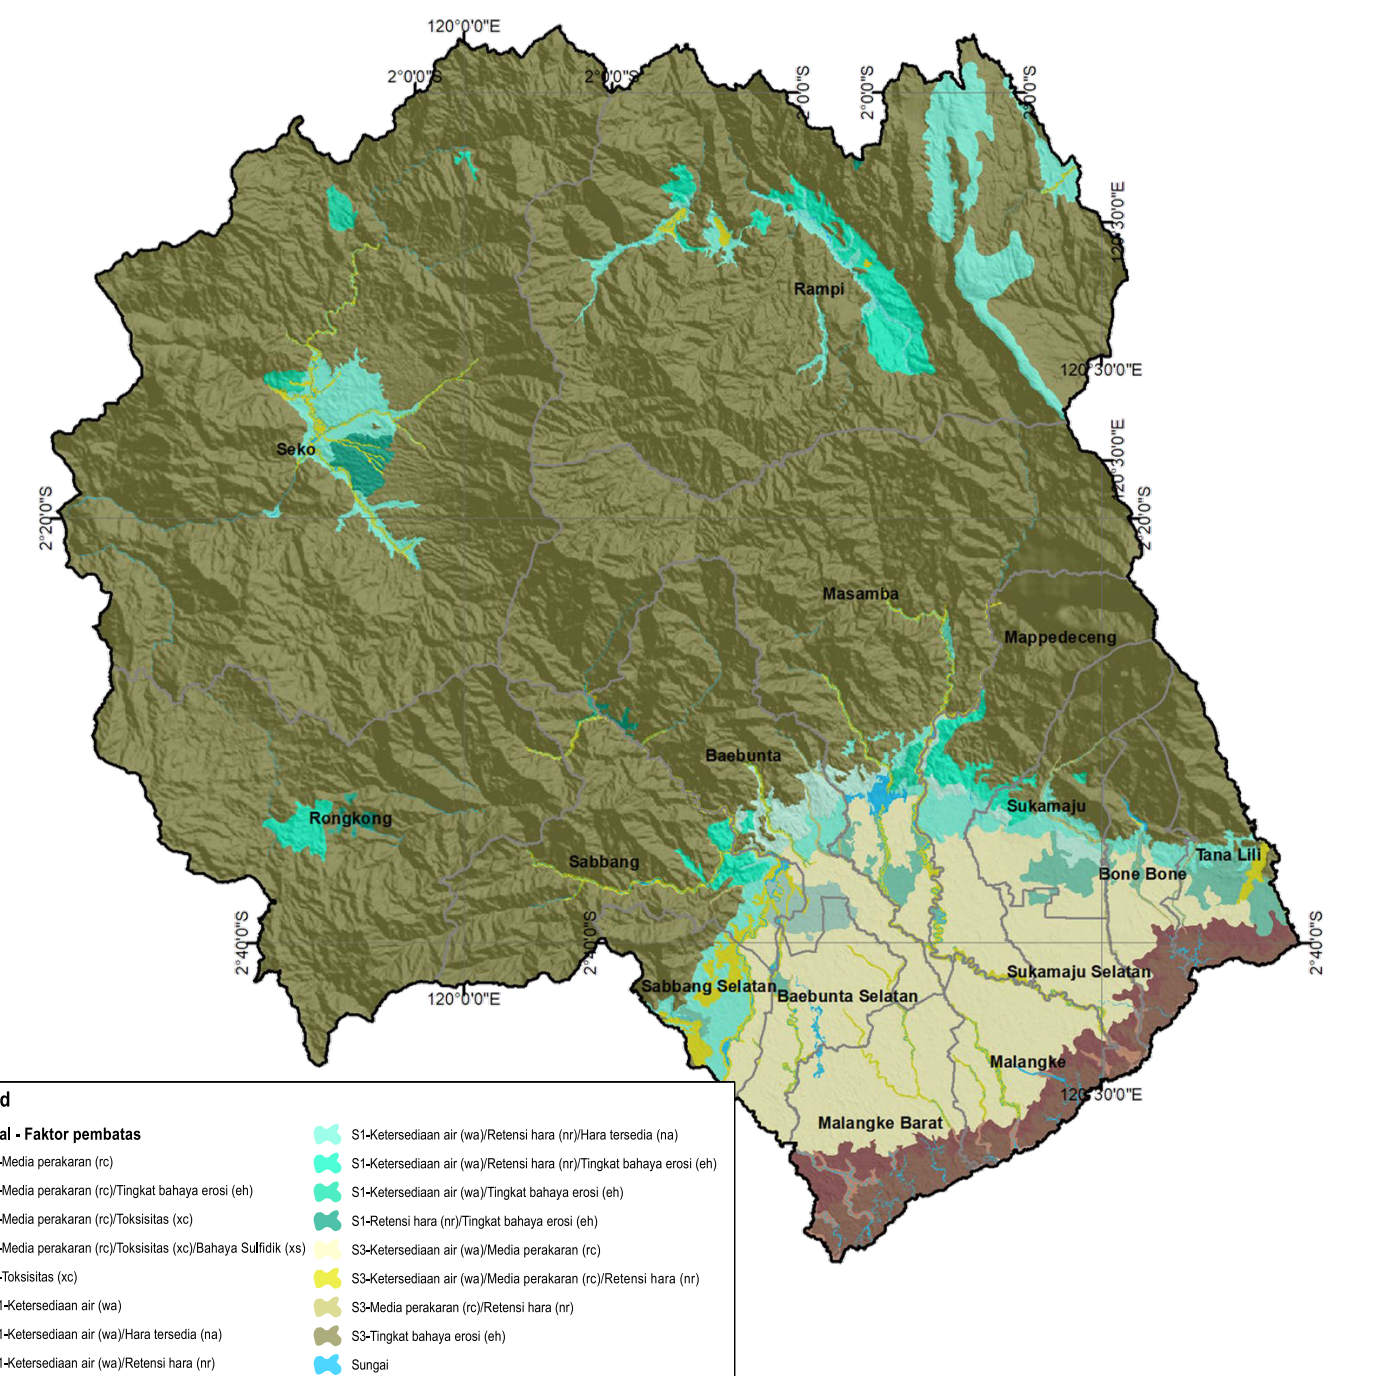 120°0'0"E
2°0'0"S
2°0'0"S
2°0'0"S
120°30'0"E
Rampi
120°30'0"E
120°30'0"E
Seko
2°20'0"S
2°20'0"S
Masamba
Mappedeceng
Baebunta
Sukamaju
Rongkong
Tana Lili
Sabbang
Bone Bone
2°40'0"S
2°40'0"S
2°40'0"S
Sukamaju Selatan
Sabbang Selatan
Baebunta Selatan
120°0'0"E
Malangke
120°30'0"E
Malangke Barat
d
al - Faktor pembatas
-Media perakaran (rc)
-Media perakaran (rc)/Tingkat bahaya erosi (eh)
-Media perakaran (rc)/Toksisitas (xc)
-Media perakaran (rc)/Toksisitas (xc)/Bahaya Sulfidik (xs)
-Toksisitas (xc)
1-Ketersediaan air (wa)
1-Ketersediaan air (wa)/Hara tersedia (na)
1-Ketersediaan air (wa)/Retensi hara (nr)
S1-Ketersediaan air (wa)/Retensi hara (nr)/Hara tersedia (na)
S1-Ketersediaan air (wa)/Retensi hara (nr)/Tingkat bahaya erosi (eh)
S1-Ketersediaan air (wa)/Tingkat bahaya erosi (eh)
S1-Retensi hara (nr)/Tingkat bahaya erosi (eh)
S3-Ketersediaan air (wa)/Media perakaran (rc)
S3-Ketersediaan air (wa)/Media perakaran (rc)/Retensi hara (nr)
S3-Media perakaran (rc)/Retensi hara (nr)
S3-Tingkat bahaya erosi (eh)
Sungai